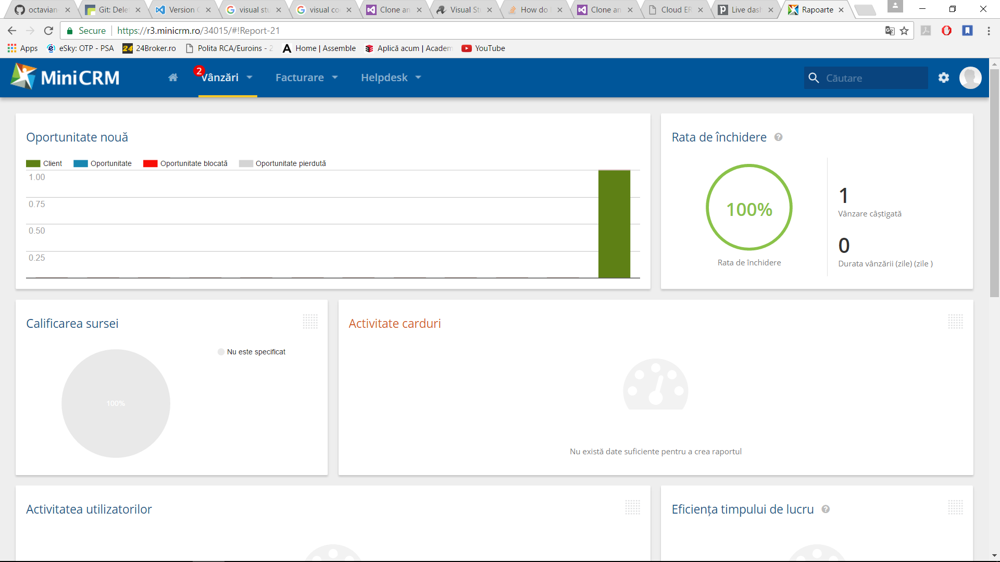 octavian-
Git: Dele
Version C
visual stu
visual co
Clone an
Visual St
How do
Clone an
Cloud ER
Live dash
Rapoarte
Secure
https://r3.minicrm.ro/34015/#!Report-21
Apps
eSky: OTP - PSA
24 24Broker.ro
Polita RCA/Euroins - 2
A Home | Assemble
Aplică acum | Academ
YouTube
MiniCRM
2
Vânzări
Facturare
Helpdesk
Căutare
Oportunitate nouă
Client
Oportunitate
Oportunitate blocată
Oportunitate pierdută
1.00
0.75
0.50
0.25
Rata de închidere ?
100%
Rata de închidere
1
Vânzare câștigată
0
Durata vânzării (zile) (zile )
Calificarea sursei
Nu este specificat
100%
Activitate carduri
Nu există date suficiente pentru a crea raportul
Activitatea utilizatorilor
Eficiența timpului de lucru ?